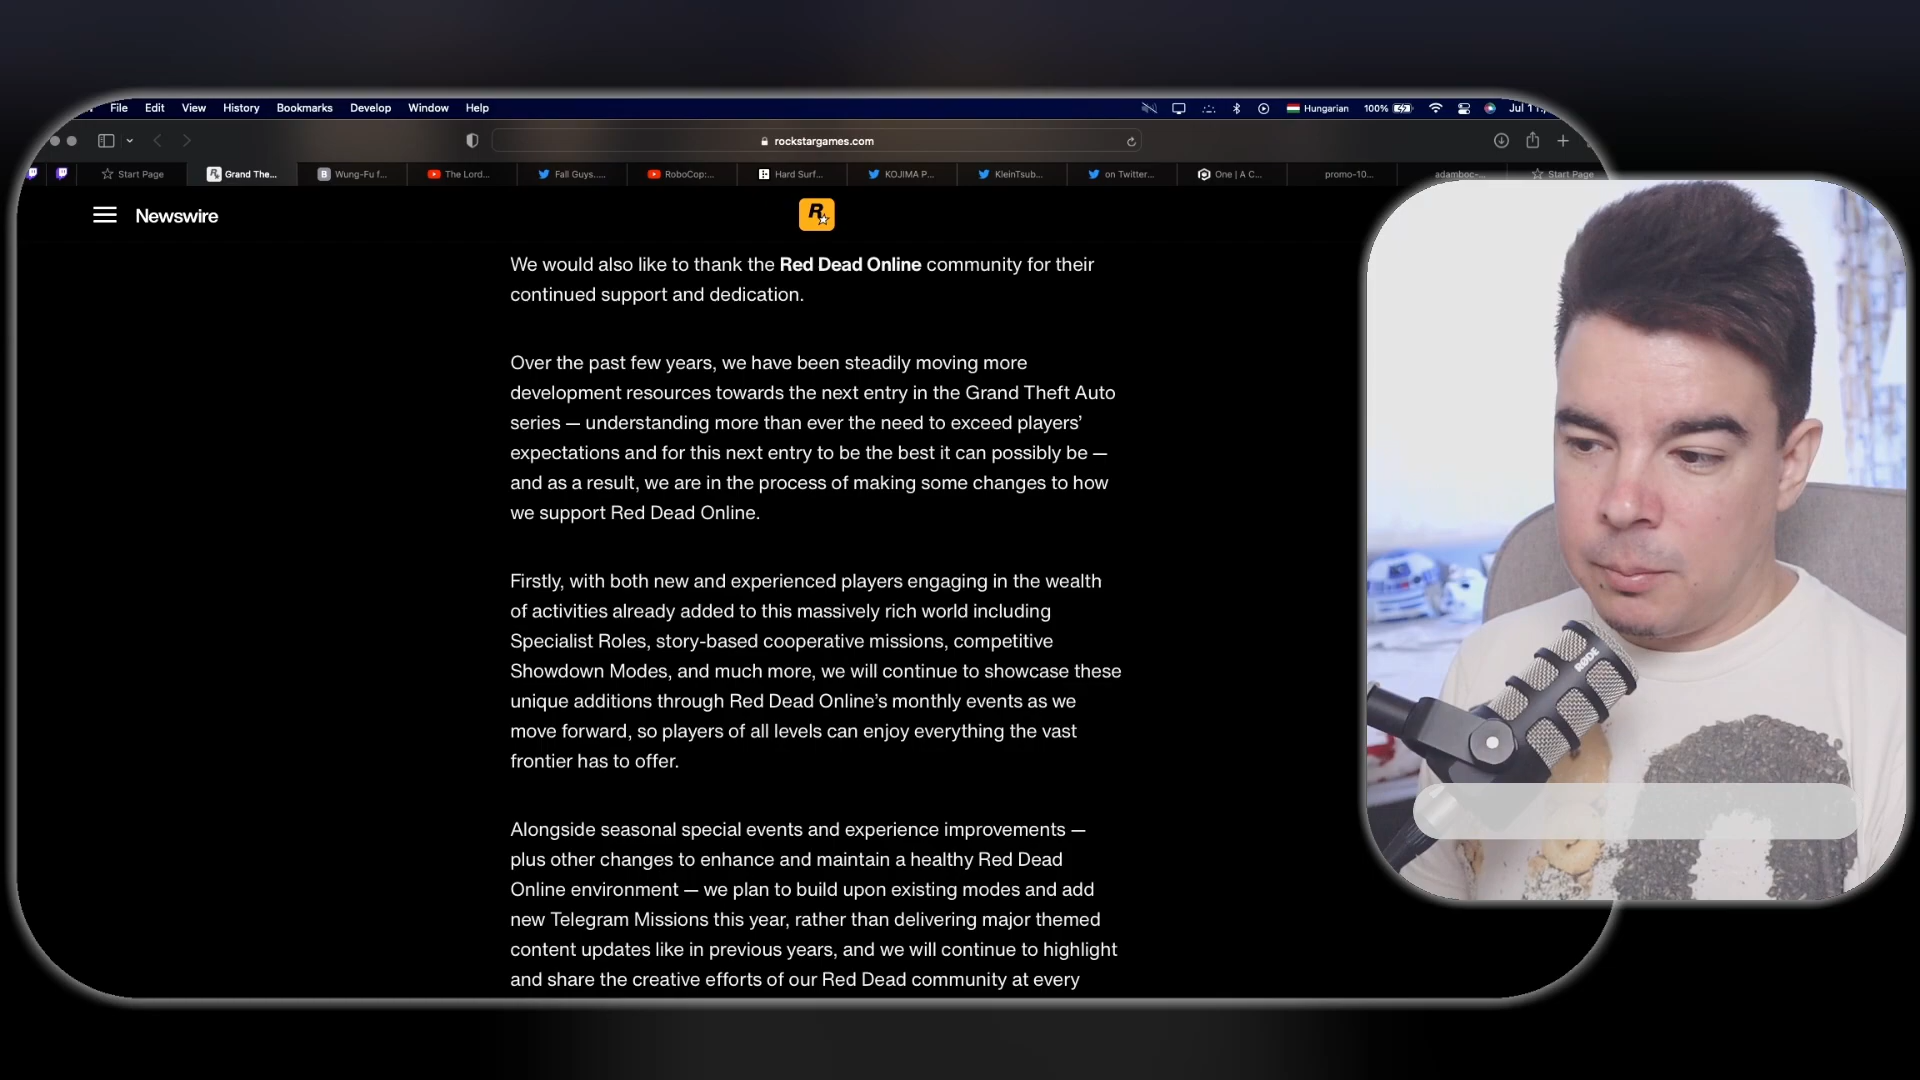 File Edit View History Bookmarks Develop Window Help
Hungarian 100%
rockstargames.com
Start Page Grand The... Wung-Fu f... The Lord... Fall Guys.... RoboCop:... Hard Surf... KOJIMA P... KleinTsub... on Twitter... One | A C... promo-10... adamboc-... Start Page
Newswire
R
We would also like to thank the Red Dead Online community for their
continued support and dedication.
Over the past few years, we have been steadily moving more
development resources towards the next entry in the Grand Theft Auto
series — understanding more than ever the need to exceed players’
expectations and for this next entry to be the best it can possibly be —
and as a result, we are in the process of making some changes to how
we support Red Dead Online.
Firstly, with both new and experienced players engaging in the wealth
of activities already added to this massively rich world including
Specialist Roles, story-based cooperative missions, competitive
Showdown Modes, and much more, we will continue to showcase these
unique additions through Red Dead Online’s monthly events as we
move forward, so players of all levels can enjoy everything the vast
frontier has to offer.
Alongside seasonal special events and experience improvements —
plus other changes to enhance and maintain a healthy Red Dead
Online environment — we plan to build upon existing modes and add
new Telegram Missions this year, rather than delivering major themed
content updates like in previous years, and we will continue to highlight
and share the creative efforts of our Red Dead community at every
RØDE